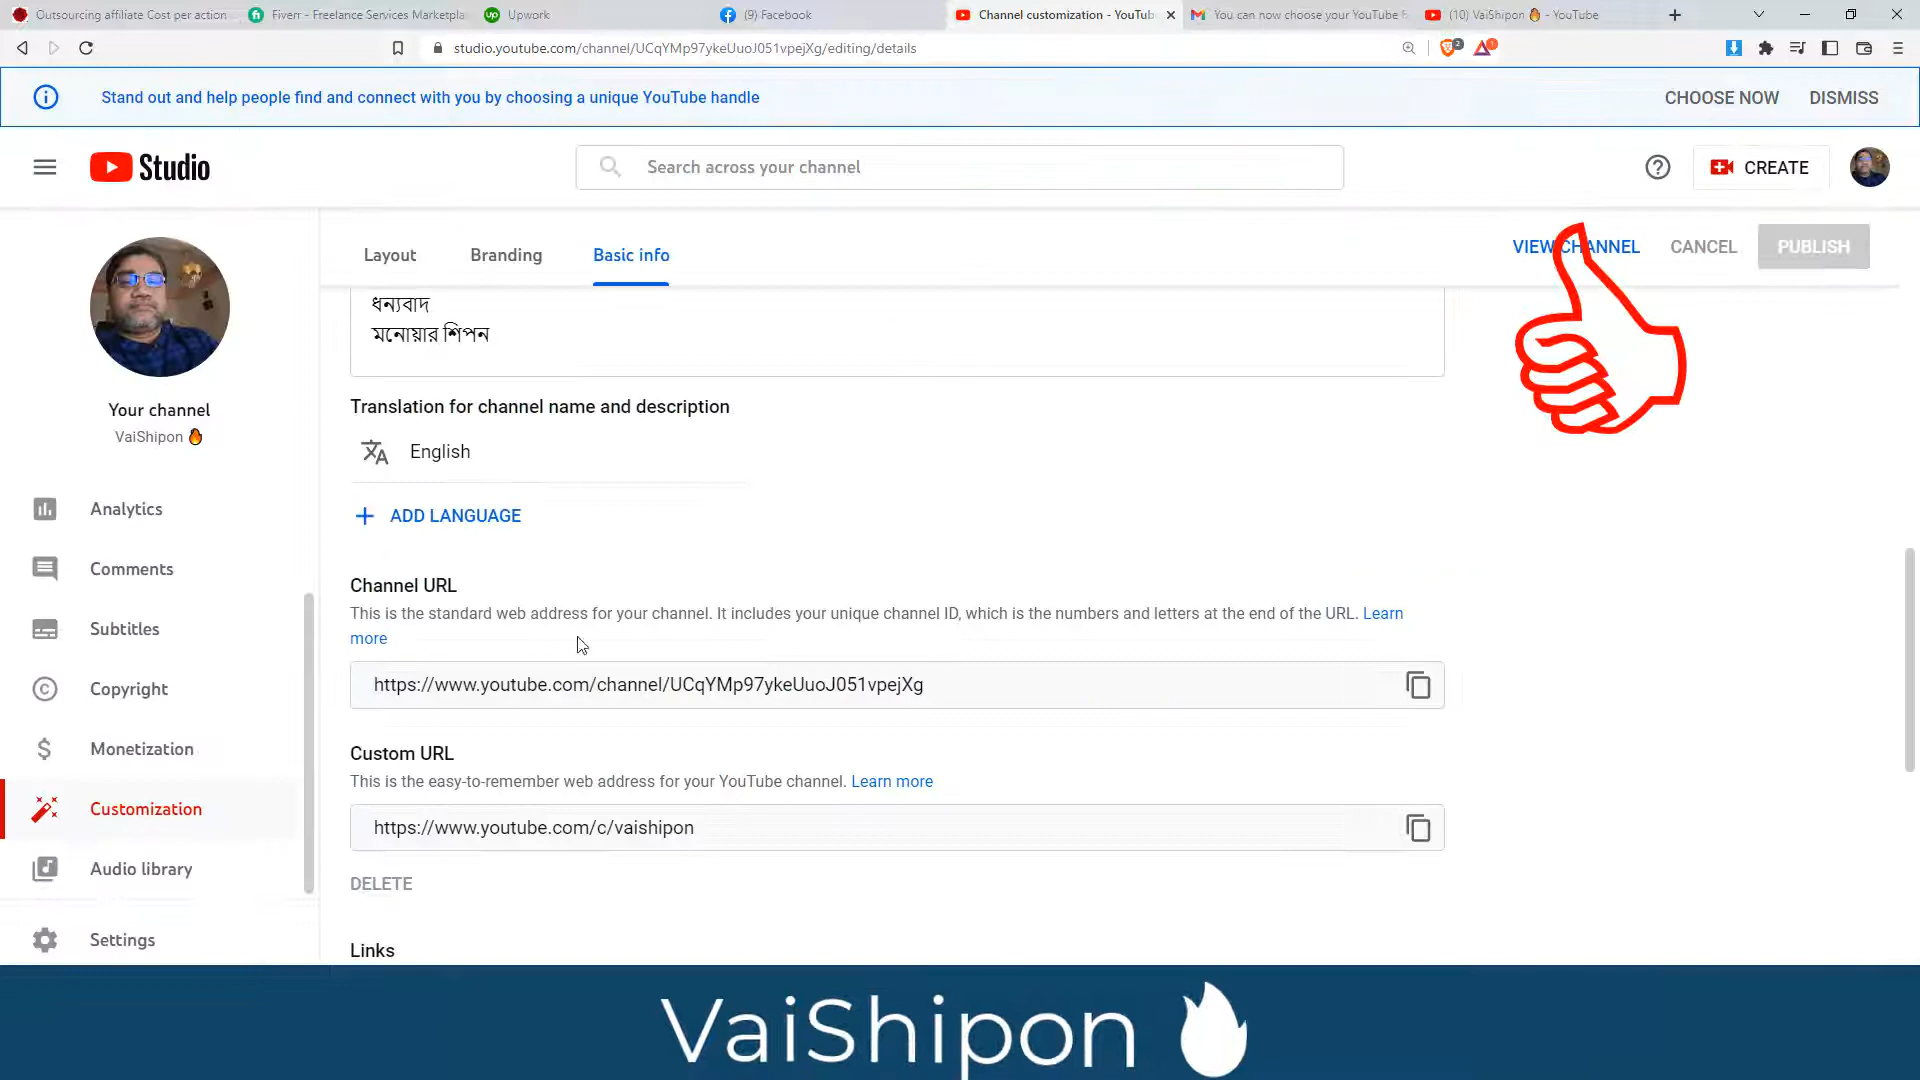 Outsourcing affiliate Cost per action
Fiverr - Freelance Services Marketpla
Upwork
(9) Facebook
Channel customization - YouTub
You can now choose your YouTube
(10) VaiShipon 🔥 - YouTube
studio.youtube.com/channel/UCqYMp97ykeUuoJ051vpejXg/editing/details
Stand out and help people find and connect with you by choosing a unique YouTube handle
CHOOSE NOW
DISMISS
Studio
Search across your channel
CREATE
Layout
Branding
Basic info
VIEW CHANNEL
CANCEL
PUBLISH
ধন্যবাদ
মনোয়ার শিপন
Your channel
VaiShipon 🔥
Analytics
Comments
Subtitles
Copyright
Monetization
Customization
Audio library
Settings
Translation for channel name and description
English
ADD LANGUAGE
Channel URL
This is the standard web address for your channel. It includes your unique channel ID, which is the numbers and letters at the end of the URL. Learn
more
https://www.youtube.com/channel/UCqYMp97ykeUuoJ051vpejXg
Custom URL
This is the easy-to-remember web address for your YouTube channel. Learn more
https://www.youtube.com/c/vaishipon
DELETE
Links
VaiShipon